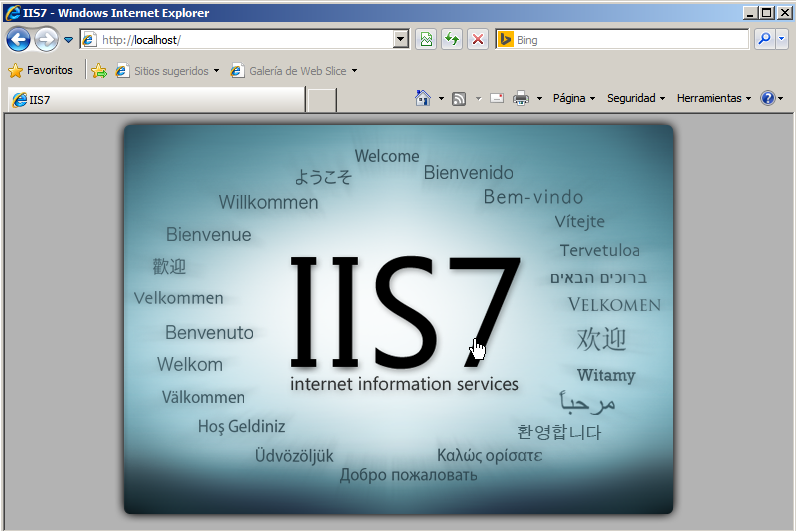 IIS7 - Windows Internet Explorer
http://localhost/
Bing
Favoritos
Sitios sugeridos
Galería de Web Slice
IIS7
Página
Seguridad
Herramientas
Welcome
Bienvenido
ようこそ
Bem-vindo
Willkommen
Vítejte
Bienvenue
Tervetuloa
歡迎
ברוכים הבאים
Velkommen
VELKOMEN
Benvenuto
欢迎
Welkom
Witamy
Välkommen
مرحباً
Hoş Geldiniz
환영합니다
Üdvözöljük
Καλώς ορίσατε
Добро пожаловать
IIS7
internet information services